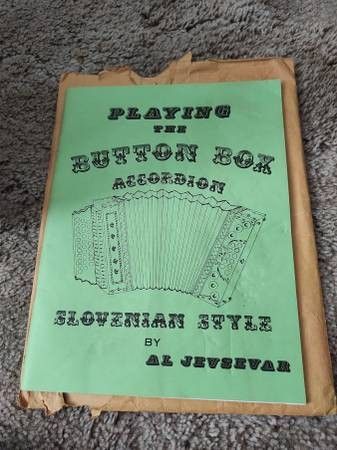 PLAYING
THE
BUTTON BOX
ACCORDION
SLOVENIAN STYLE
BY
AL JEVSEVAR